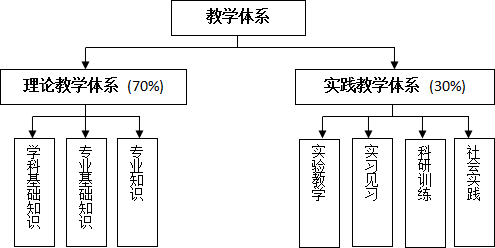 教学体系
理论教学体系 (70%)
实践教学体系 (30%)
学科基础知识
专业基础知识
专业知识
实验教学
实习见习
科研训练
社会实践